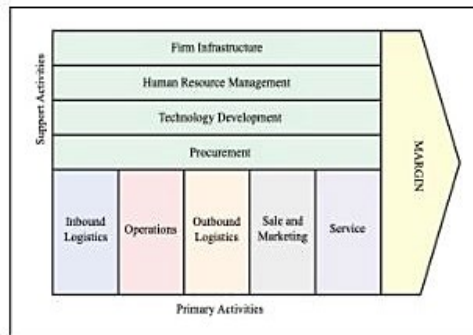 Support Activities
Firm Infrastructure
Human Resource Management
Technology Development
Procurement
Inbound
Logistics
Operations
Outbound
Logistics
Sale and
Marketing
Service
MARGIN
Primary Activities